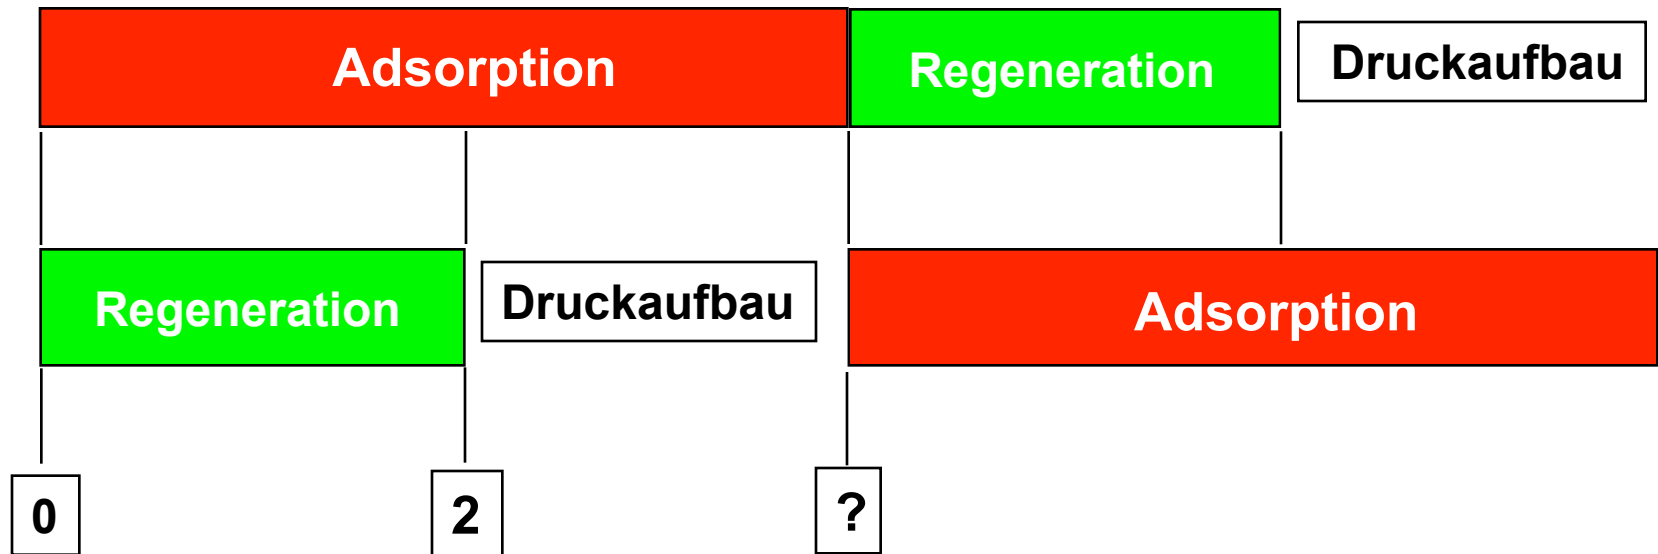 Adsorption
Regeneration
Druckaufbau
Regeneration
Druckaufbau
Adsorption
0
2
?